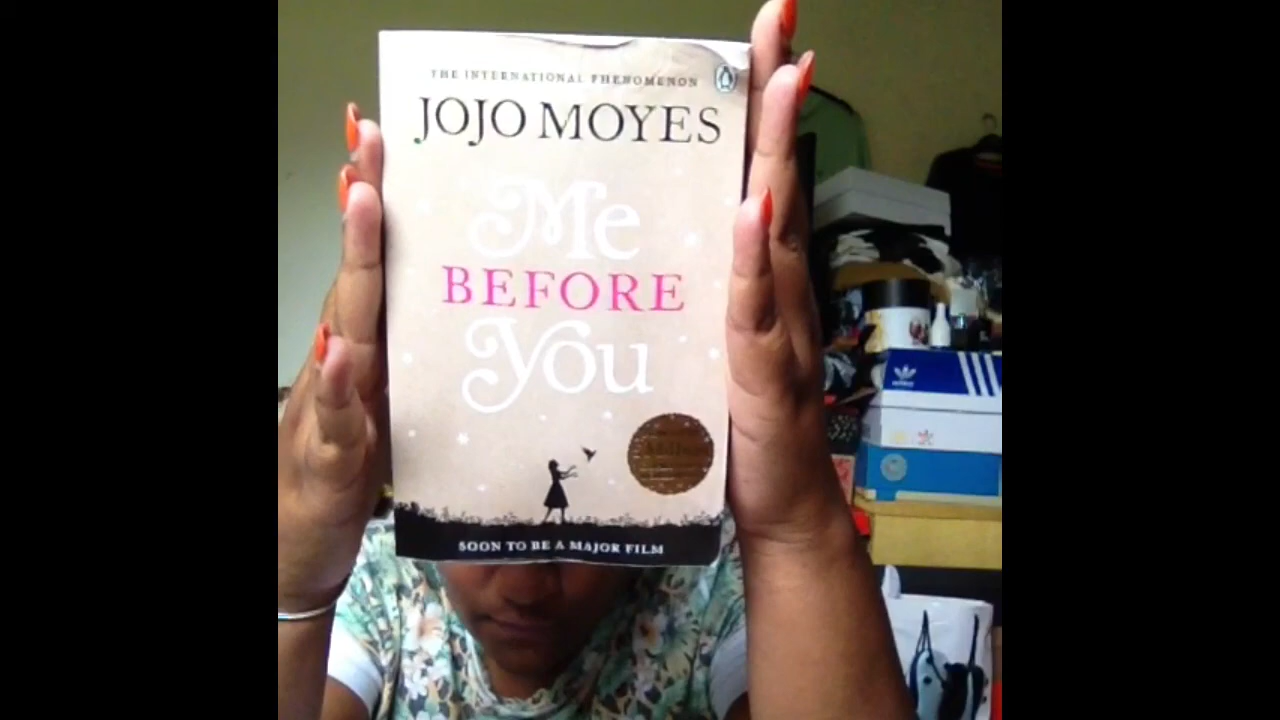 THE INTERNATIONAL PHENOMENON
JOJO MOYES
Me
BEFORE
You
SOON TO BE A MAJOR FILM